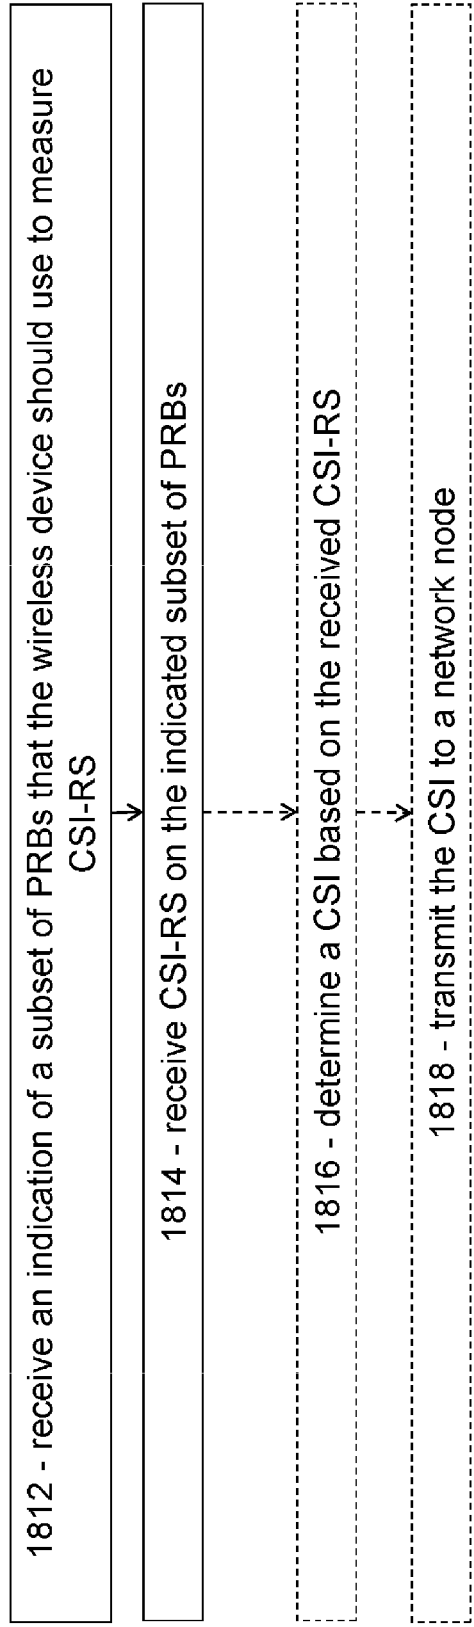 1812 - receive an indication of a subset of PRBs that the wireless device should use to measure
CSI-RS
1814 - receive CSI-RS on the indicated subset of PRBs
1816 - determine a CSI based on the received CSI-RS
1818 - transmit the CSI to a network node